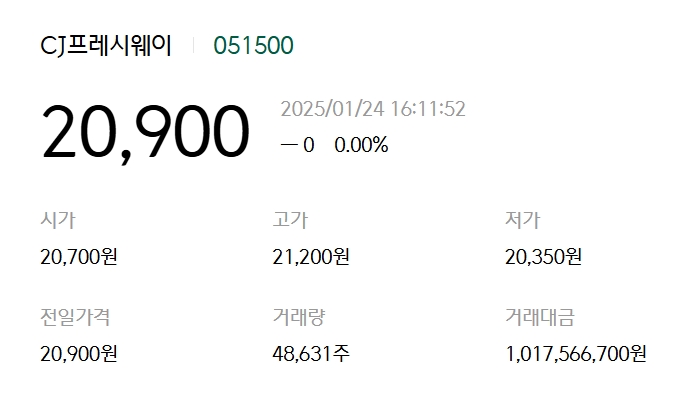 CJ프레시웨이 051500
20,900
2025/01/24 16:11:52
— 0 0.00%
시가 고가 저가
20,700원 21,200원 20,350원
전일가격 거래량 거래대금
20,900원 48,631주 1,017,566,700원